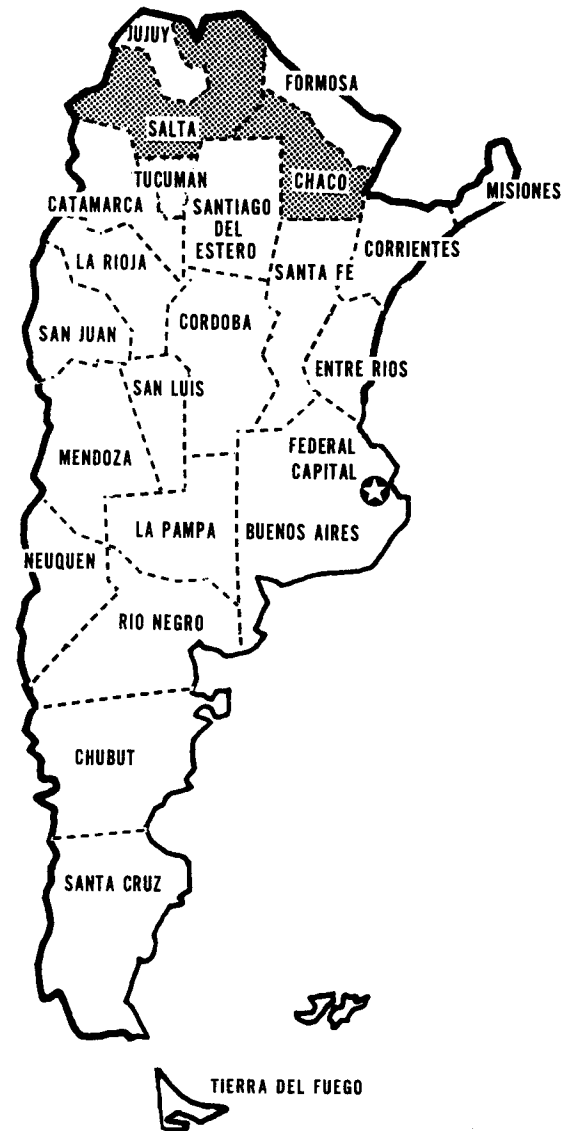 JUJUY
FORMOSA
SALTA
TUCUMAN
CHACO
MISIONES
CATAMARCA
SANTIAGO
DEL
ESTERO
CORRIENTES
LA RIOJA
SANTA FE
CORDOBA
SAN JUAN
ENTRE RIOS
SAN LUIS
FEDERAL
CAPITAL
MENDOZA
LA PAMPA
BUENOS AIRES
NEUQUEN
RIO NEGRO
CHUBUT
SANTA CRUZ
TIERRA DEL FUEGO